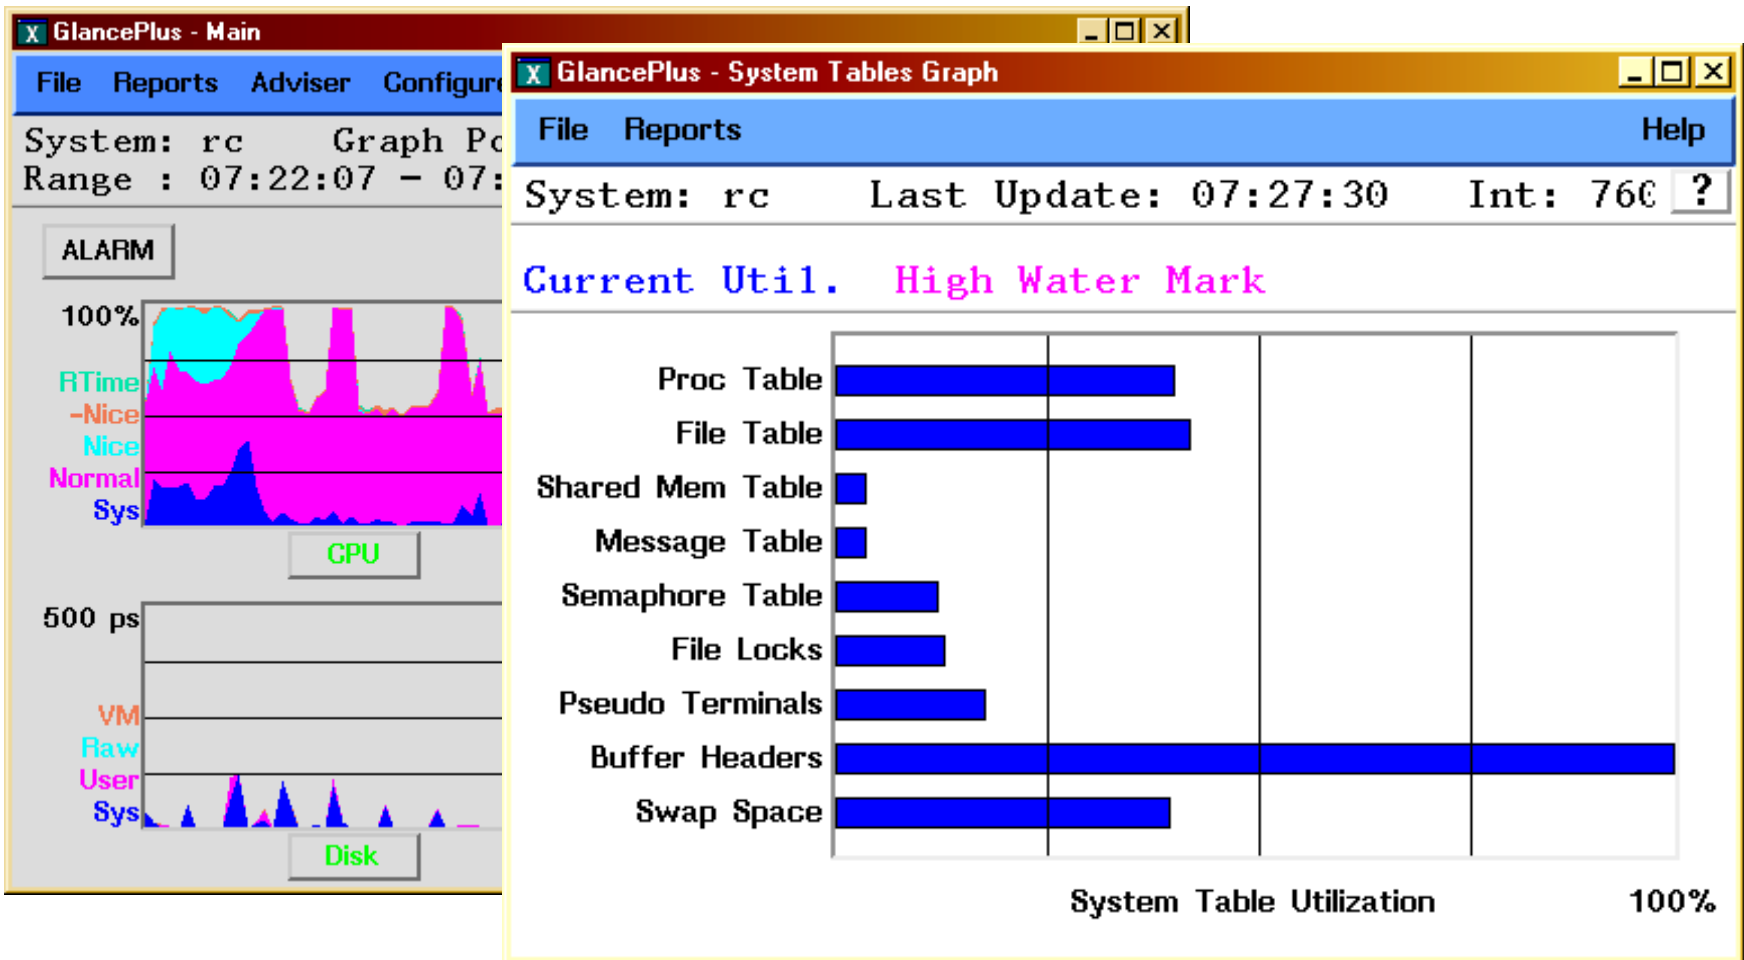 GlancePlus - Main
File Reports Adviser Configure
System: rc Graph Po
Range : 07:22:07 - 07:
ALARM
100%
RTime
-Nice
Nice
Normal
Sys
CPU
500 ps
VM
Raw
User
Sys
Disk
GlancePlus - System Tables Graph
File Reports Help
System: rc Last Update: 07:27:30 Int: 760 ?
Current Util. High Water Mark
Proc Table
File Table
Shared Mem Table
Message Table
Semaphore Table
File Locks
Pseudo Terminals
Buffer Headers
Swap Space
System Table Utilization 100%